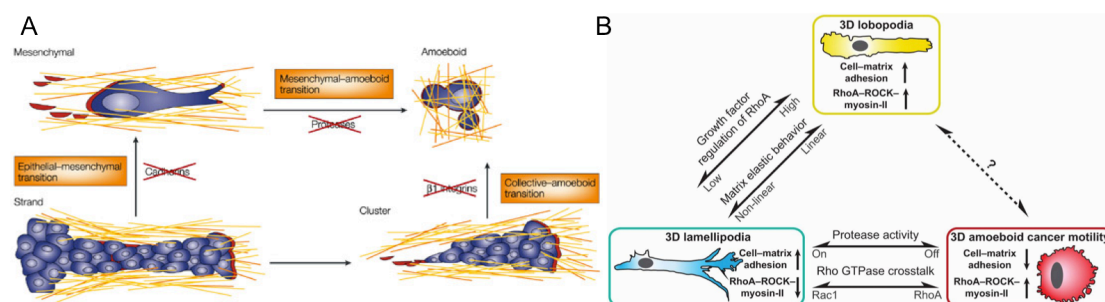 A
Mesenchymal
Amoeboid
Mesenchymal–amoeboid
transition
Proteases
Epithelial–mesenchymal
transition
Cadherins
β1 integrins
Collective–amoeboid
transition
Strand
Cluster
B
3D lobopodia
Cell–matrix
adhesion
RhoA–ROCK–
myosin-II
Growth factor
regulation of RhoA
High
Low
Matrix elastic behavior
Linear
Non-linear
?
3D lamellipodia
Cell–matrix
adhesion
RhoA–ROCK–
myosin-II
Protease activity
On
Off
Rho GTPase crosstalk
Rac1
RhoA
3D amoeboid cancer motility
Cell–matrix
adhesion
RhoA–ROCK–
myosin-II